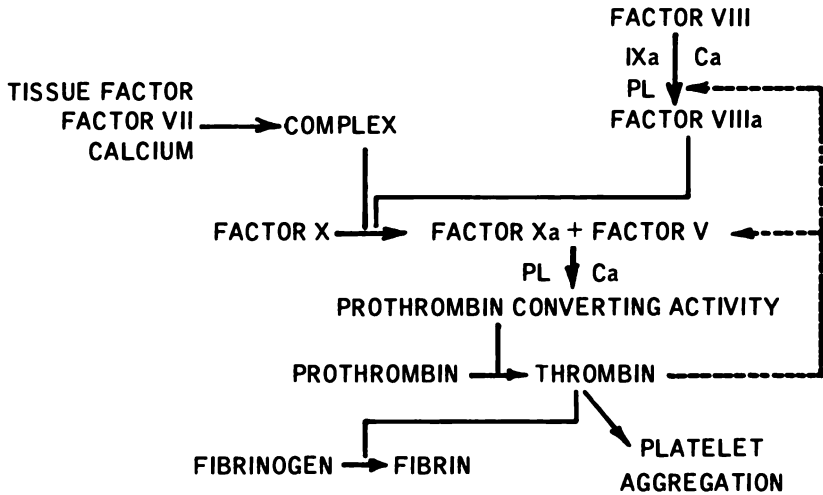 FACTOR VIII
IXa Ca
PL
TISSUE FACTOR
FACTOR VII
CALCIUM
COMPLEX
FACTOR VIIIa
FACTOR X
FACTOR Xa + FACTOR V
PL Ca
PROTHROMBIN CONVERTING ACTIVITY
PROTHROMBIN
THROMBIN
FIBRINOGEN
FIBRIN
PLATELET
AGGREGATION